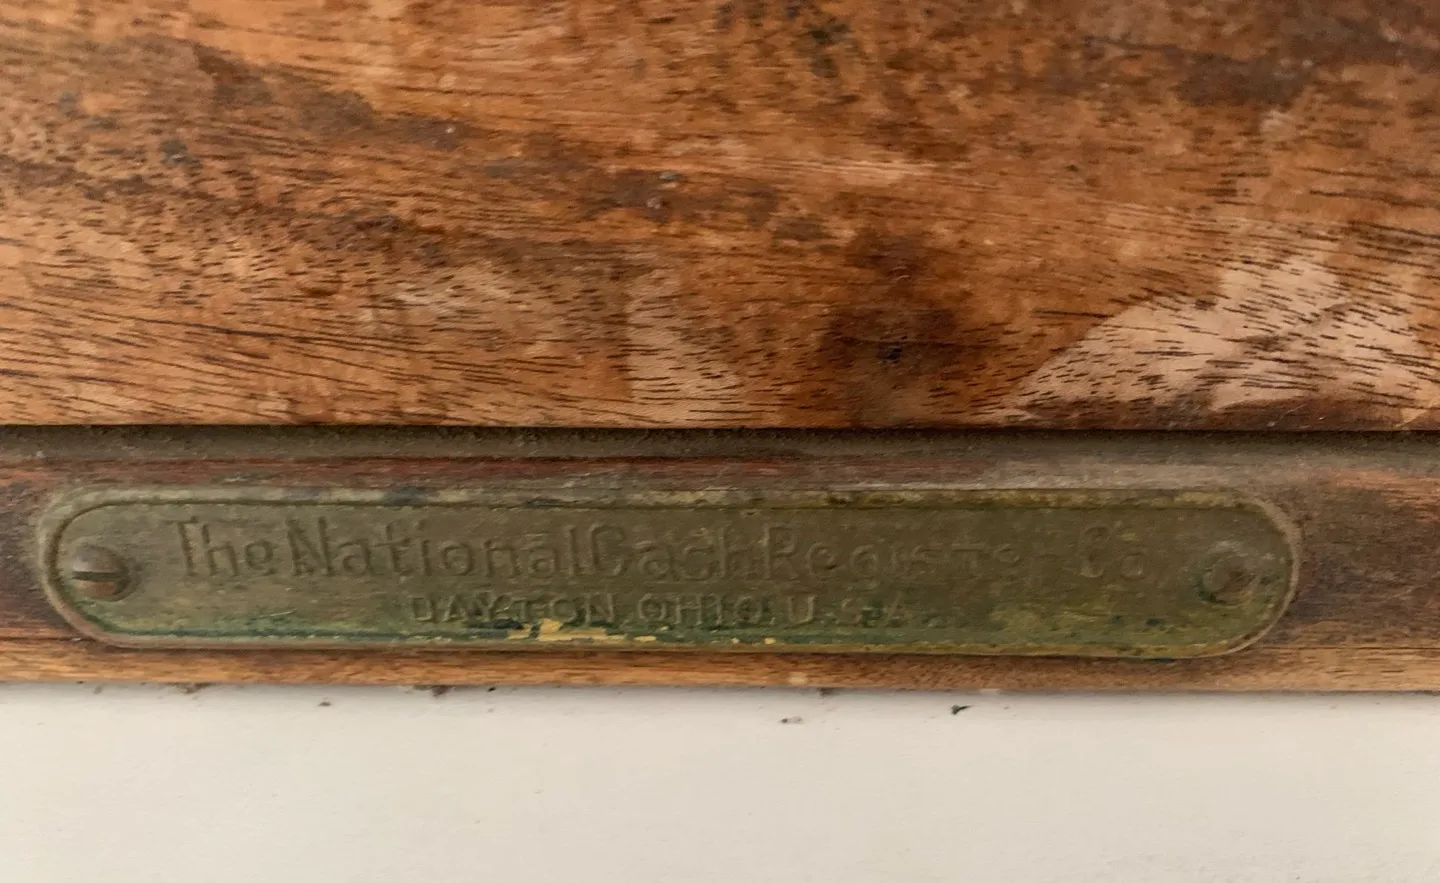 The National Cash Register Co.
DAYTON, OHIO, U.S.A.